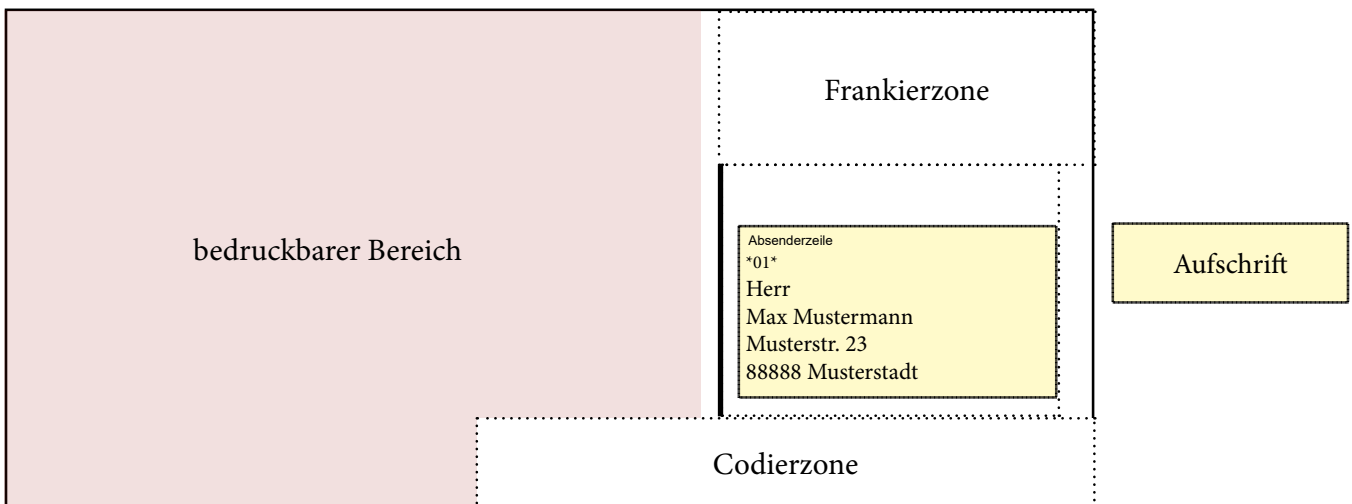 Frankierzone
bedruckbarer Bereich
Absenderzeile
*01*
Herr
Max Mustermann
Musterstr. 23
88888 Musterstadt
Aufschrift
Codierzone